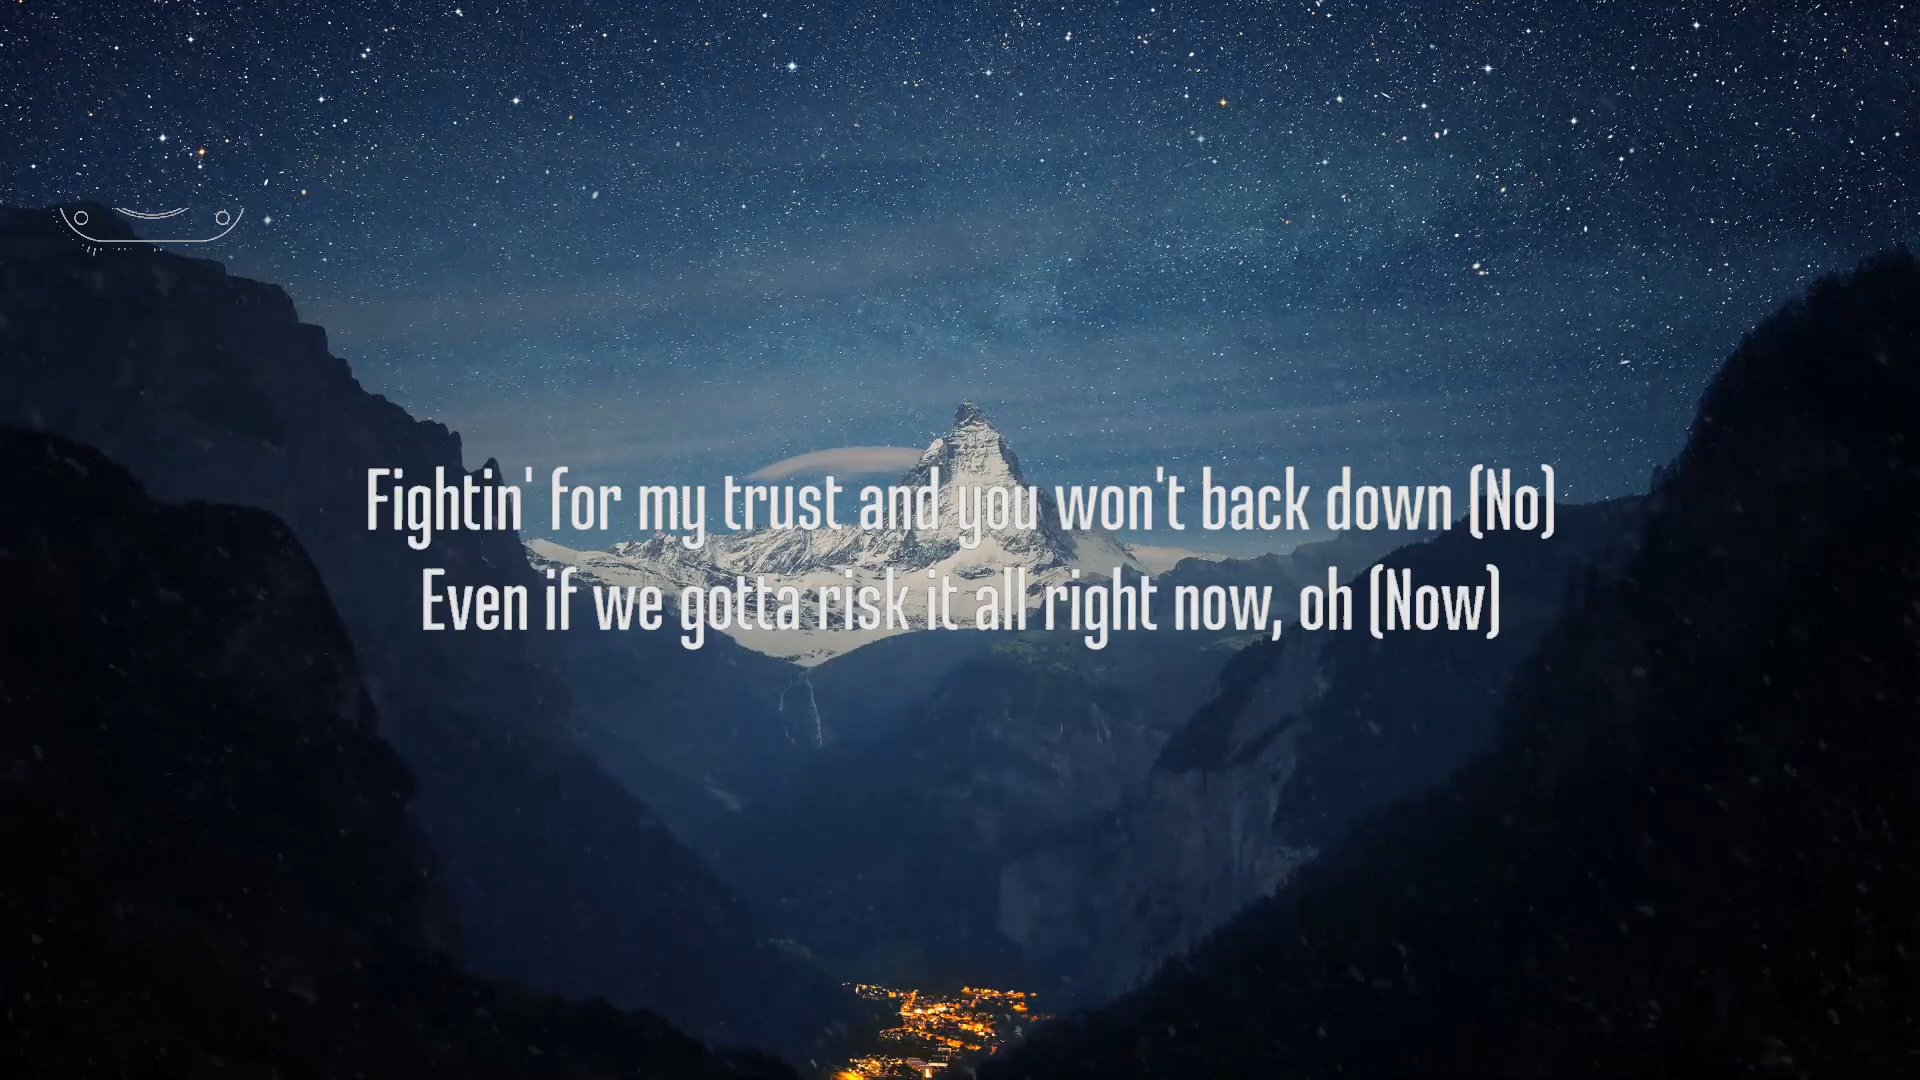 Fightin' for my trust and you won't back down (No)
Even if we gotta risk it all right now, oh (Now)